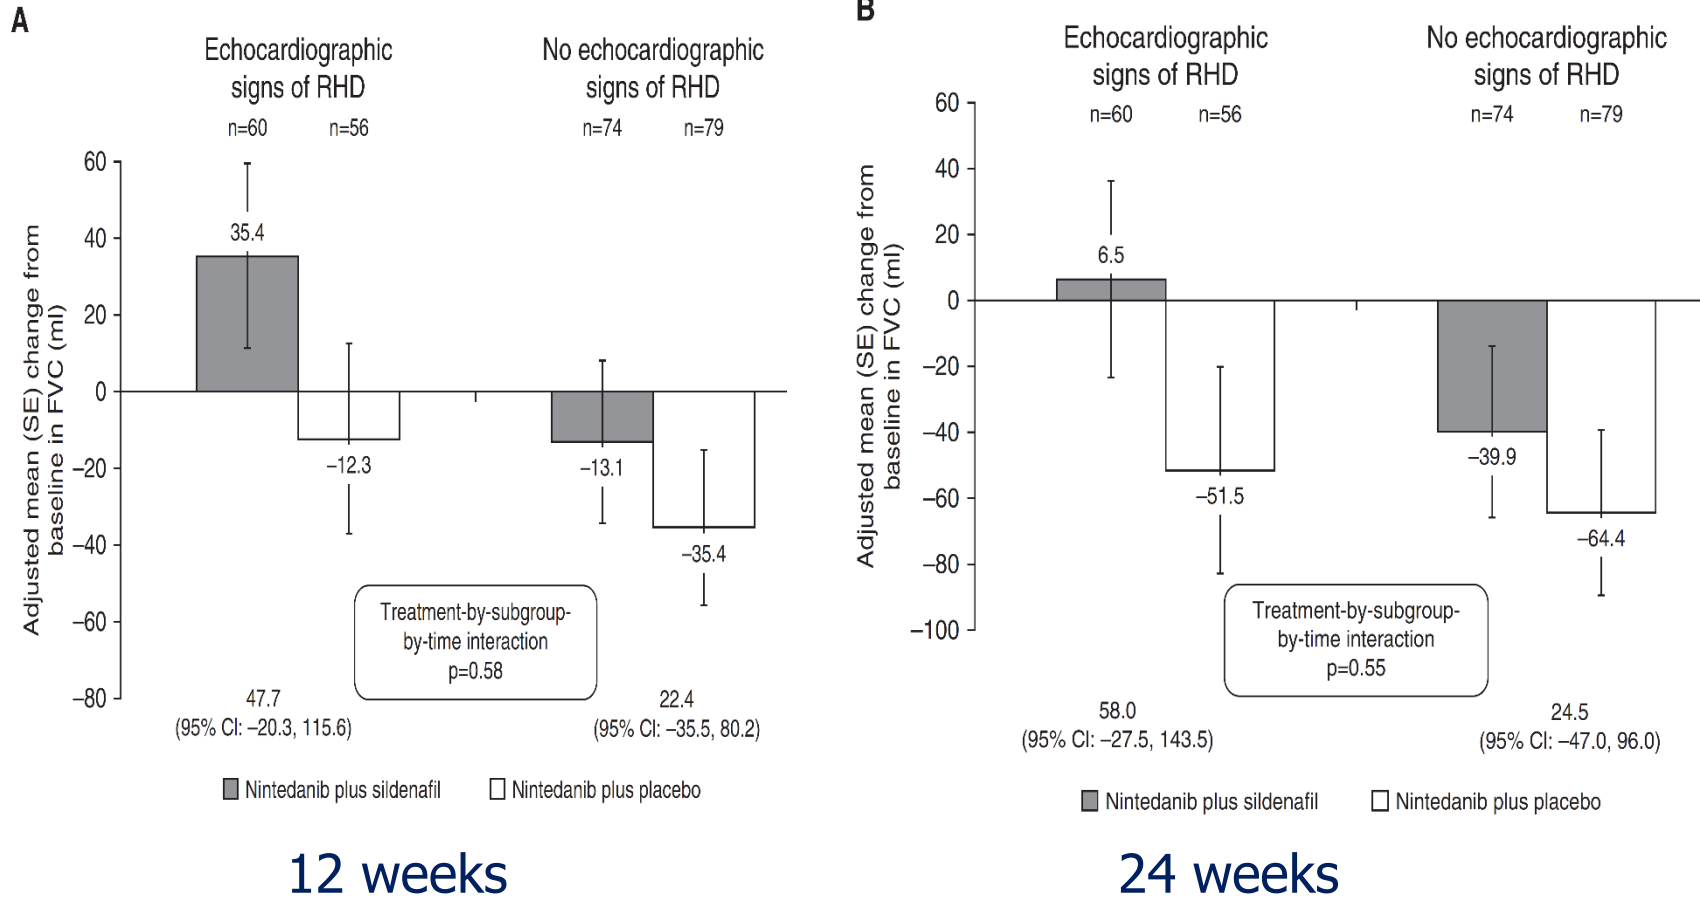 A
Echocardiographic
signs of RHD
No echocardiographic
signs of RHD
n=60
n=56
n=74
n=79
Adjusted mean (SE) change from
baseline in FVC (ml)
60
40
20
0
–20
–40
–60
–80
35.4
–12.3
–13.1
–35.4
Treatment-by-subgroup-
by-time interaction
p=0.58
47.7
(95% CI: –20.3, 115.6)
22.4
(95% CI: –35.5, 80.2)
Nintedanib plus sildenafil
Nintedanib plus placebo
12 weeks
B
Echocardiographic
signs of RHD
No echocardiographic
signs of RHD
n=60
n=56
n=74
n=79
Adjusted mean (SE) change from
baseline in FVC (ml)
60
40
20
0
–20
–40
–60
–80
–100
6.5
–51.5
–39.9
–64.4
Treatment-by-subgroup-
by-time interaction
p=0.55
58.0
(95% CI: –27.5, 143.5)
24.5
(95% CI: –47.0, 96.0)
Nintedanib plus sildenafil
Nintedanib plus placebo
24 weeks